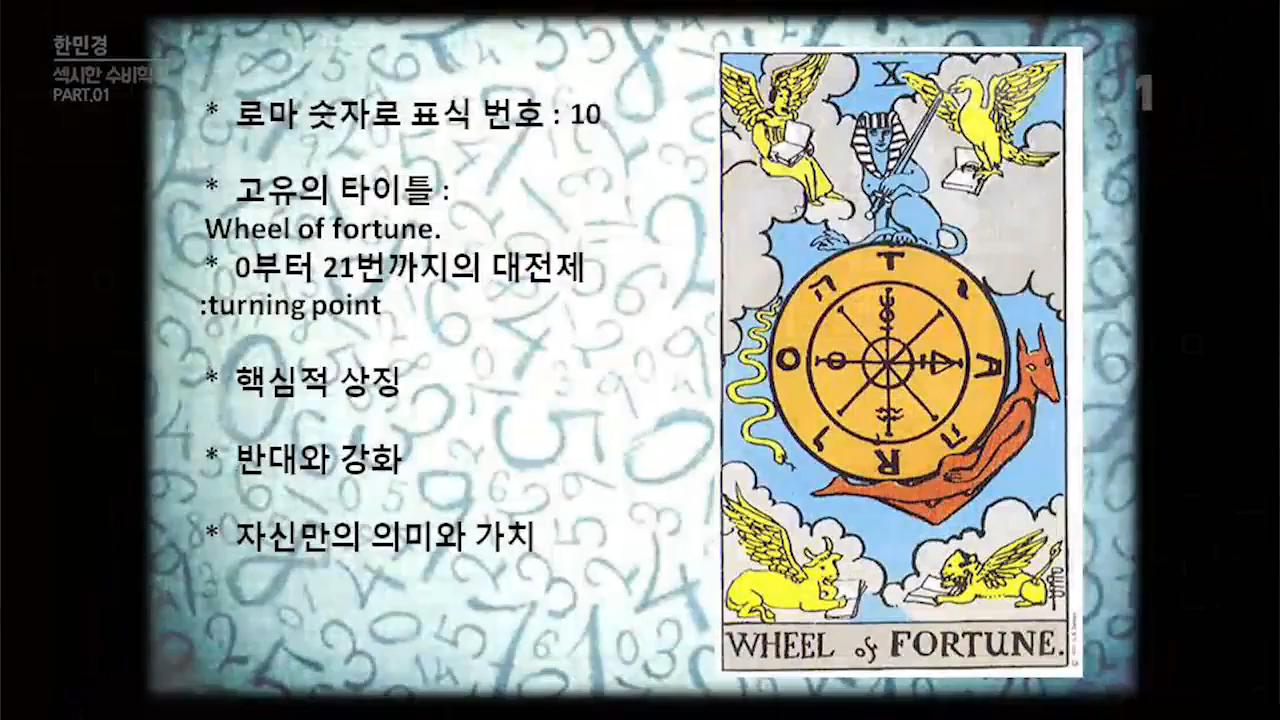 한민경
섹시한 수비학
PART.01
1
* 로마 숫자로 표식 번호 : 10
* 고유의 타이틀 :
Wheel of fortune.
* 0부터 21번까지의 대전제
:turning point
* 핵심적 상징
* 반대와 강화
* 자신만의 의미와 가치
X
T
A
R
O
י
ה
ו
ה
WHEEL of FORTUNE.